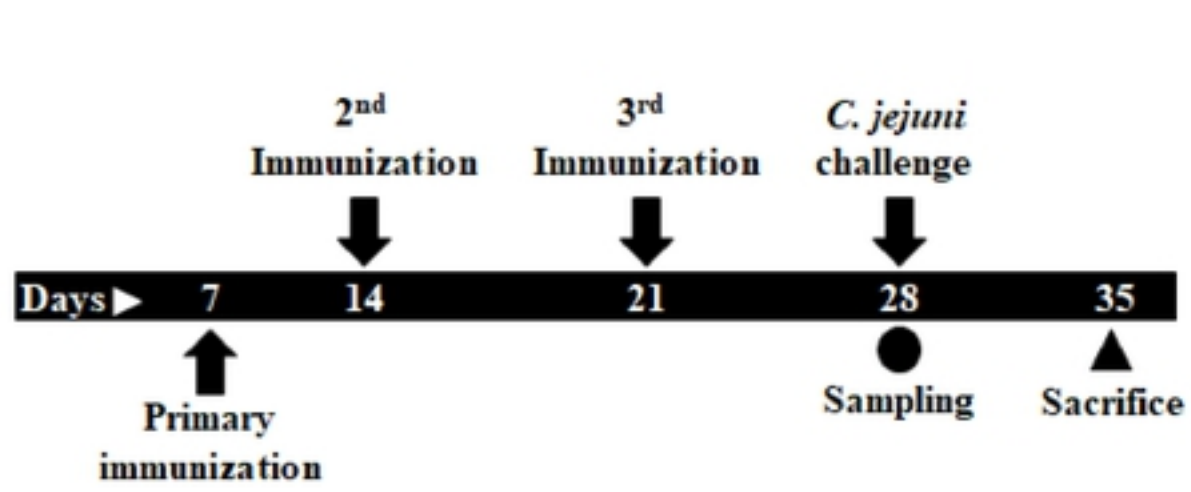 2nd
Immunization
3rd
Immunization
C. jejuni
challenge
Days▶ 7 14 21 28 35
Primary
immunization
Sampling
Sacrifice